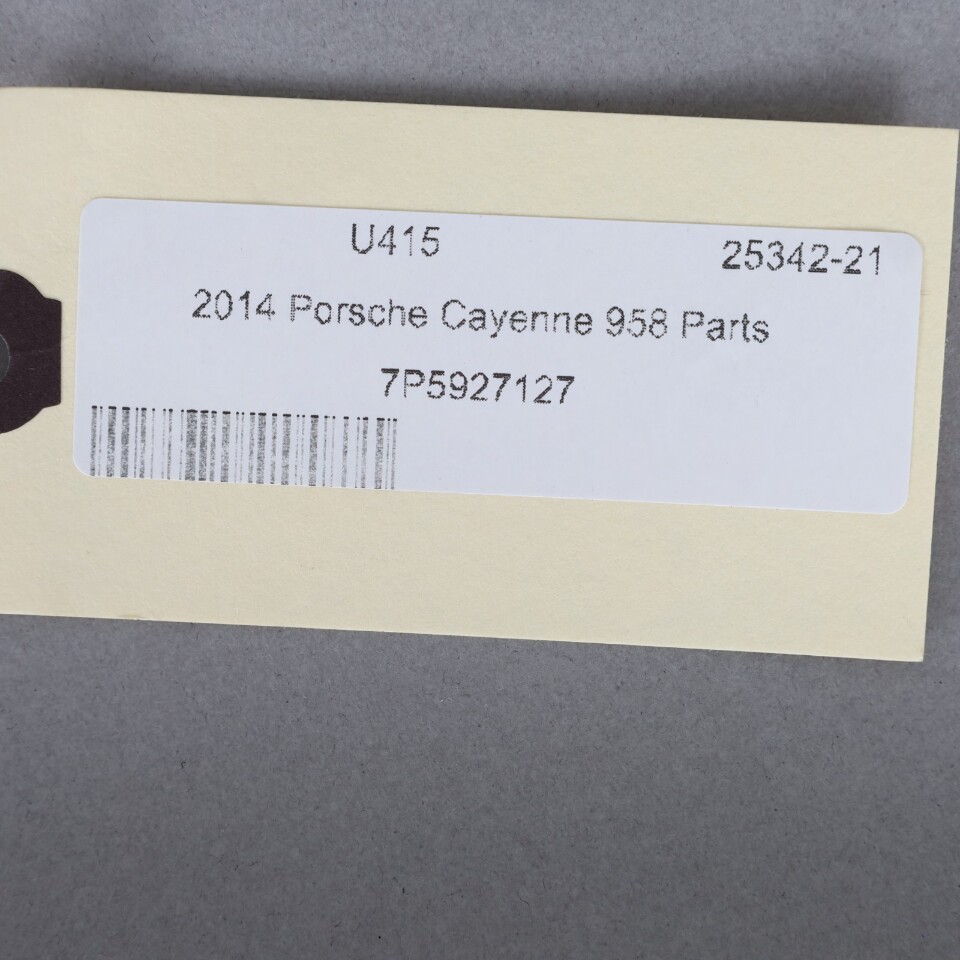 U415 25342-21
2014 Porsche Cayenne 958 Parts
7P5927127